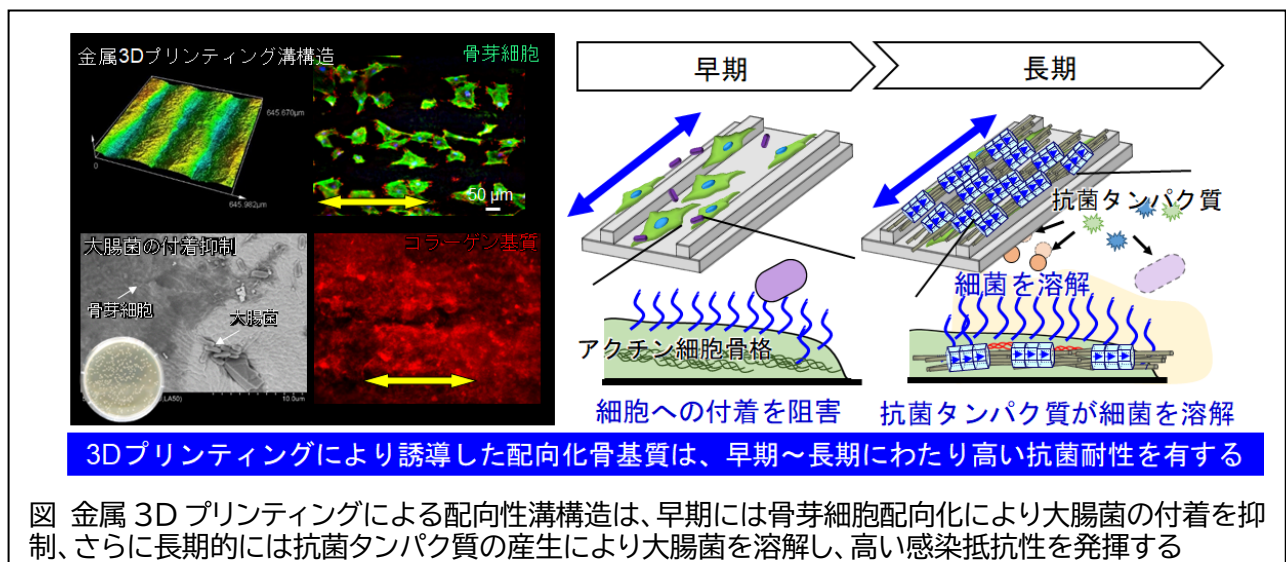 金属3Dプリンティング溝構造
645.670μm
0
645.982μm
骨芽細胞
50 μm
大腸菌の付着抑制
骨芽細胞
大腸菌
LA50)
10.0um
コラーゲン基質
早期
長期
抗菌タンパク質
細菌を溶解
アクチン細胞骨格
細胞への付着を阻害
抗菌タンパク質が細菌を溶解
3Dプリンティングにより誘導した配向化骨基質は、早期～長期にわたり高い抗菌耐性を有する
図 金属 3D プリンティングによる配向性溝構造は、早期には骨芽細胞配向化により大腸菌の付着を抑
制、さらに長期的には抗菌タンパク質の産生により大腸菌を溶解し、高い感染抵抗性を発揮する